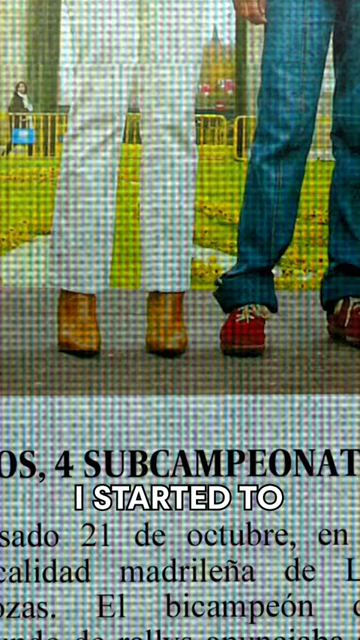 OS, 4 SUBCAMPEONAT
I STARTED TO
sado 21 de octubre, en
calidad madrileña de L
ozas. El bicampeón